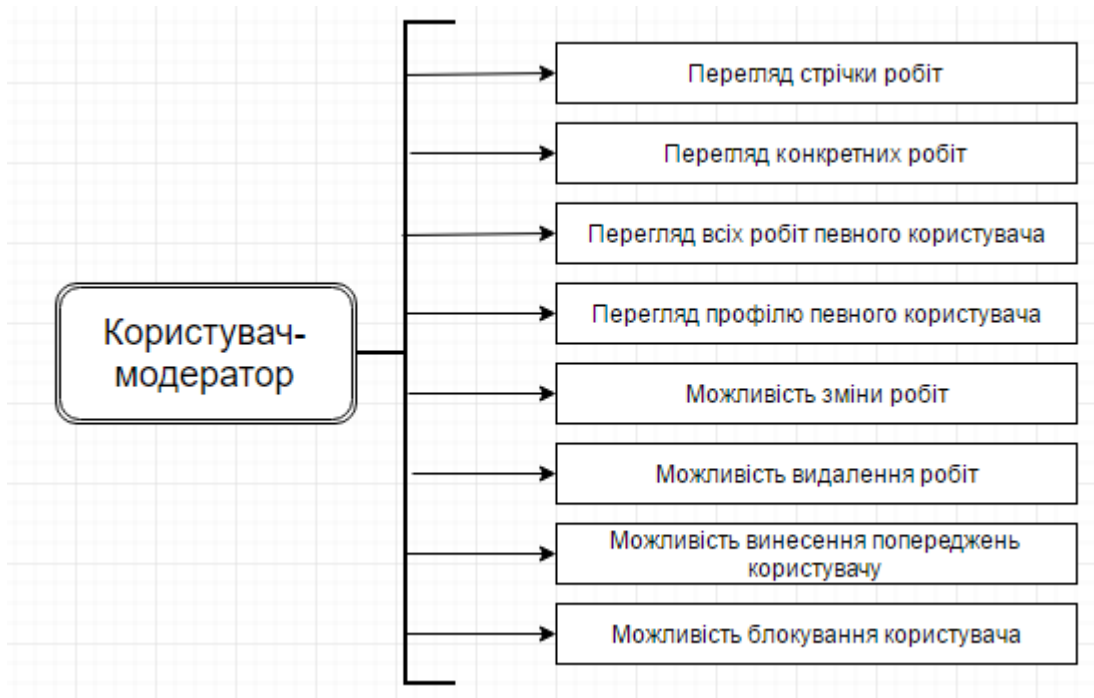 Користувач-
модератор
Перегляд стрічки робіт
Перегляд конкретних робіт
Перегляд всіх робіт певного користувача
Перегляд профілю певного користувача
Можливість зміни робіт
Можливість видалення робіт
Можливість винесення попереджень
користувачу
Можливість блокування користувача